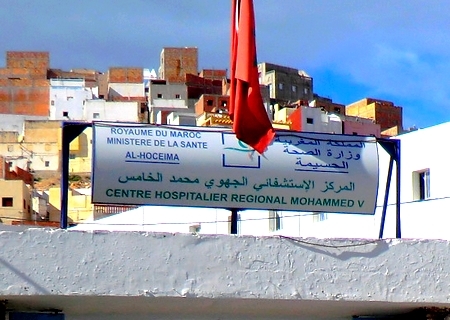 ROYAUME DU MAROC
MINISTERE DE LA SANTE
AL-HOCEIMA
المملكة المغربية
وزارة الصحة
الحسيمة
المركز الإستشفائي الجهوي محمد الخامس
CENTRE HOSPITALIER REGIONAL MOHAMMED V